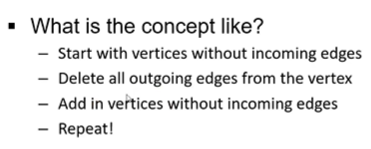 ▪ What is the concept like?
– Start with vertices without incoming edges
– Delete all outgoing edges from the vertex
– Add in vertices without incoming edges
– Repeat!